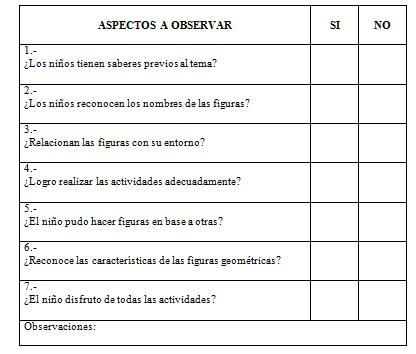 ASPECTOS A OBSERVAR SI NO
1.-
¿Los niños tienen saberes previos al tema?
2.-
¿Los niños reconocen los nombres de las figuras?
3.-
¿Relacionan las figuras con su entorno?
4.-
¿Logro realizar las actividades adecuadamente?
5.-
¿El niño pudo hacer figuras en base a otras?
6.-
¿Reconoce las características de las figuras geométricas?
7.-
¿El niño disfruto de todas las actividades?
Observaciones: